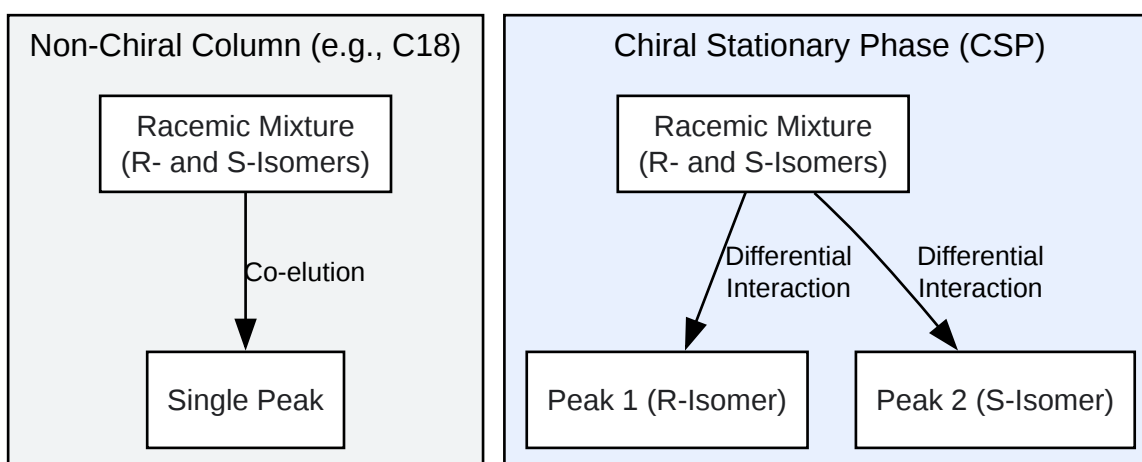 Non-Chiral Column (e.g., C18)
Racemic Mixture
(R- and S-Isomers)
Co-elution
Single Peak
Chiral Stationary Phase (CSP)
Racemic Mixture
(R- and S-Isomers)
Differential
Interaction
Differential
Interaction
Peak 1 (R-Isomer)
Peak 2 (S-Isomer)